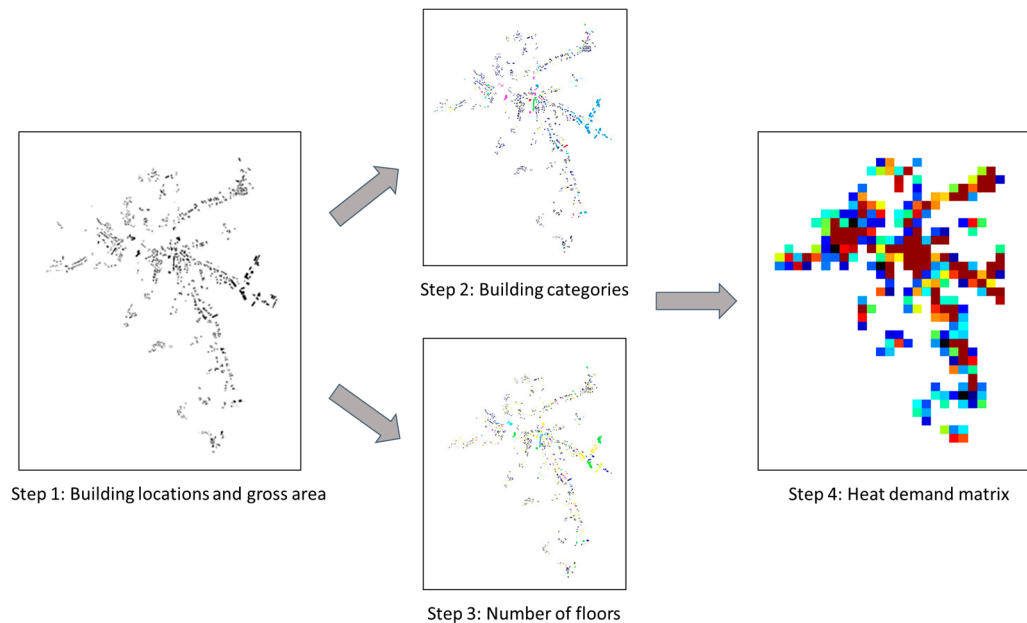 Step 1: Building locations and gross area
Step 2: Building categories
Step 3: Number of floors
Step 4: Heat demand matrix